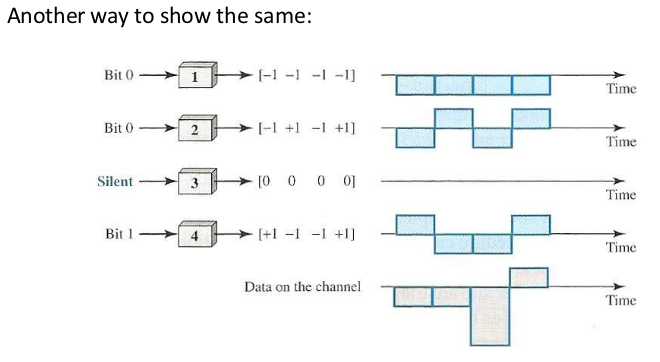 Another way to show the same:
Bit 0 1 [-1 -1 -1 -1] Time
Bit 0 2 [-1 +1 -1 +1] Time
Silent 3 [0 0 0 0] Time
Bit 1 4 [+1 -1 -1 +1] Time
Data on the channel Time